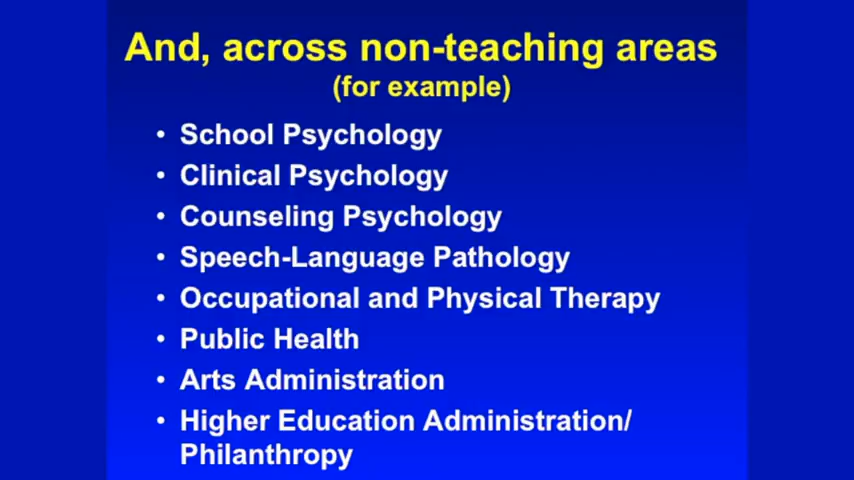 And, across non-teaching areas
(for example)
• School Psychology
• Clinical Psychology
• Counseling Psychology
• Speech-Language Pathology
• Occupational and Physical Therapy
• Public Health
• Arts Administration
• Higher Education Administration/
Philanthropy